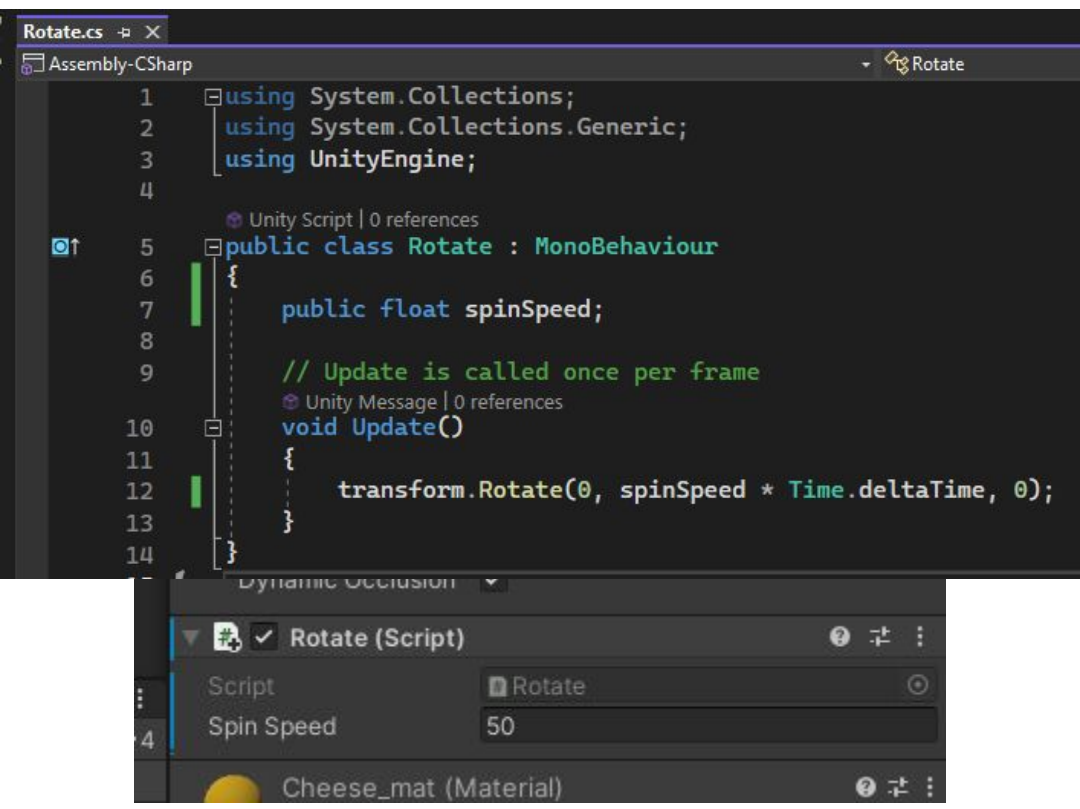 Rotate.cs
Assembly-CSharp
Rotate
1 using System.Collections;
2 using System.Collections.Generic;
3 using UnityEngine;
4
Unity Script | 0 references
5 public class Rotate : MonoBehaviour
6 {
7 public float spinSpeed;
8
9 // Update is called once per frame
Unity Message | 0 references
10 void Update()
11 {
12 transform.Rotate(0, spinSpeed * Time.deltaTime, 0);
13 }
14 }
Dynamic Occlusion
Rotate (Script)
Script
# Rotate
Spin Speed
50
4
Cheese_mat (Material)